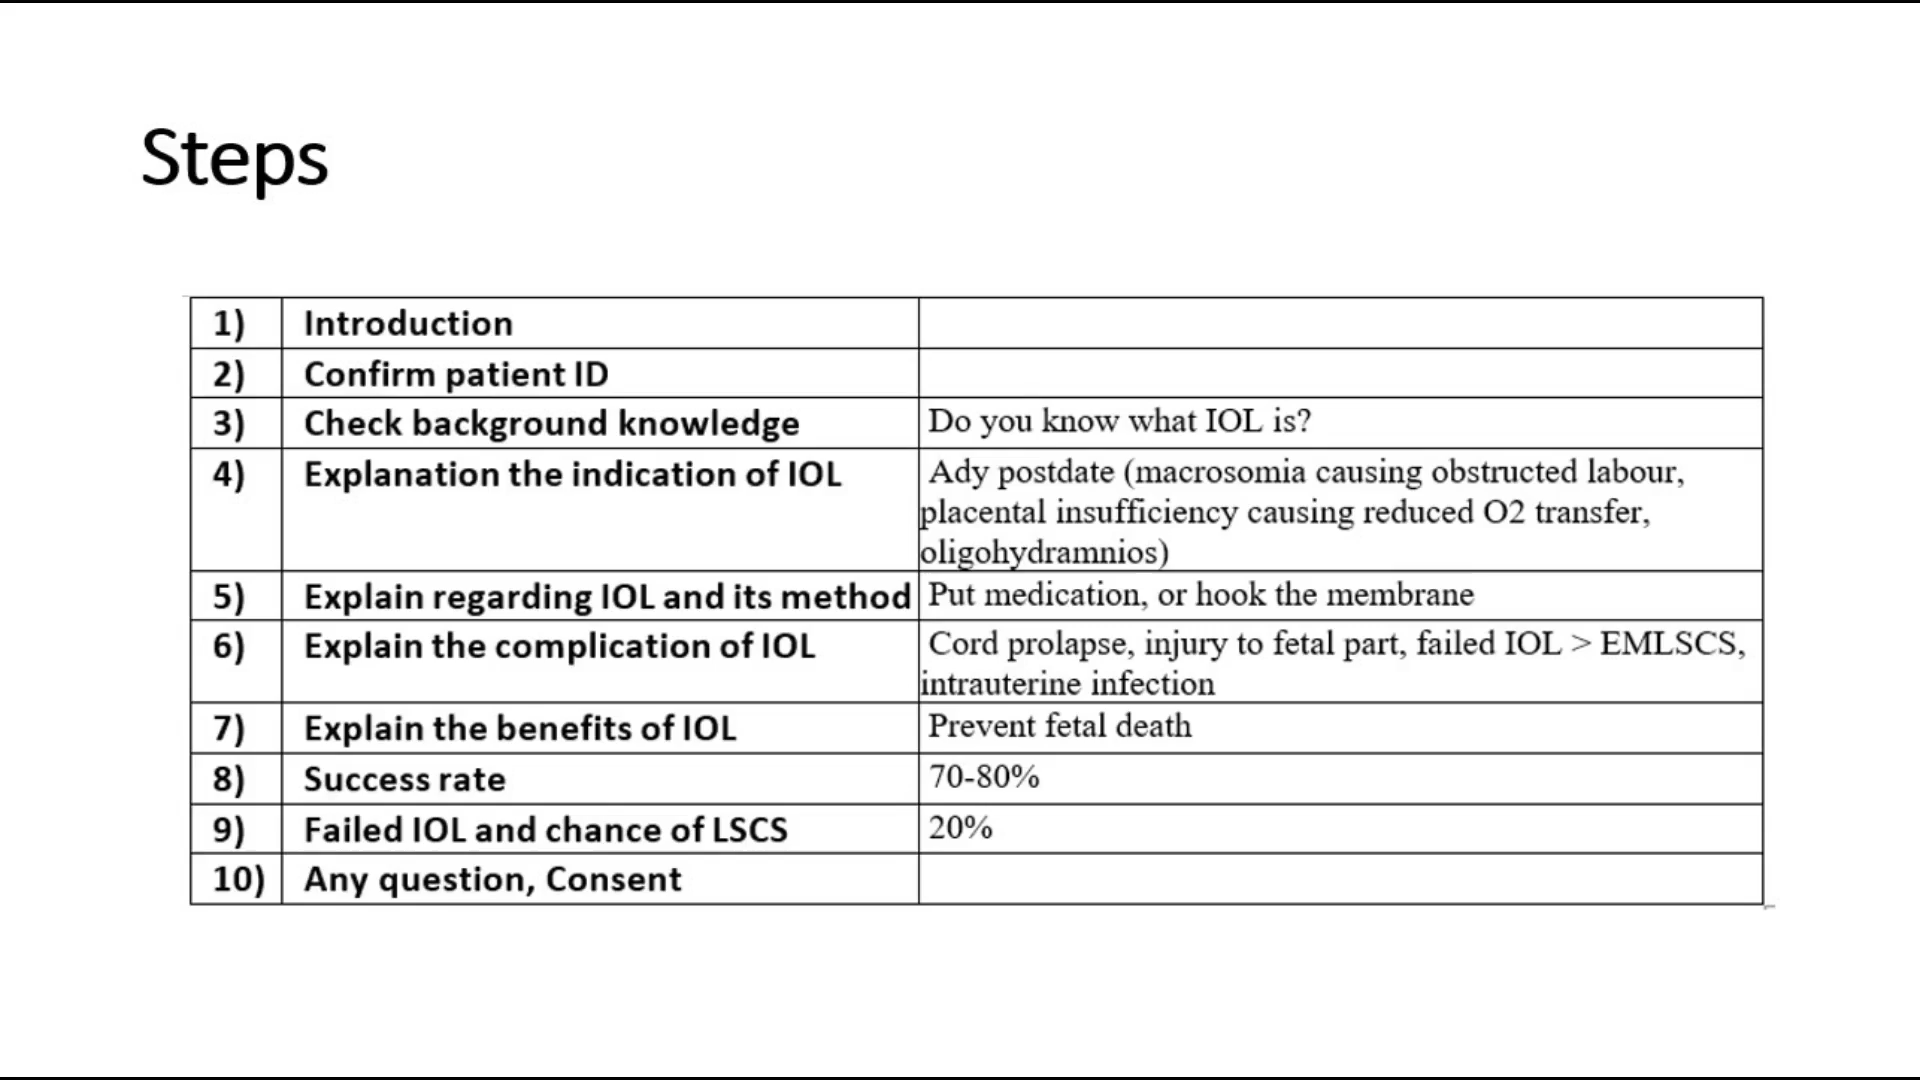 Steps
1) Introduction
2) Confirm patient ID
3) Check background knowledge Do you know what IOL is?
4) Explanation the indication of IOL Ady postdate (macrosomia causing obstructed labour,
placental insufficiency causing reduced O2 transfer,
oligohydramnios)
5) Explain regarding IOL and its method Put medication, or hook the membrane
6) Explain the complication of IOL Cord prolapse, injury to fetal part, failed IOL > EMLSCS,
intrauterine infection
7) Explain the benefits of IOL Prevent fetal death
8) Success rate 70-80%
9) Failed IOL and chance of LSCS 20%
10) Any question, Consent